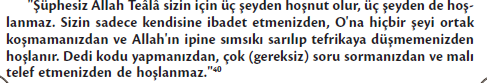 "Şüphesiz Allah Teâlâ sizin için üç şeyden hoşnut olur, üç şeyden de hoş-
lanmaz. Sizin sadece kendisine ibadet etmenizden, O'na hiçbir şeyi ortak
koşmamanızdan ve Allah'ın ipine sımsıkı sarılıp tefrikaya düşmemenizden
hoşlanır. Dedi kodu yapmanızdan, çok (gereksiz) soru sormanızdan ve malı
telef etmenizden de hoşlanmaz."40